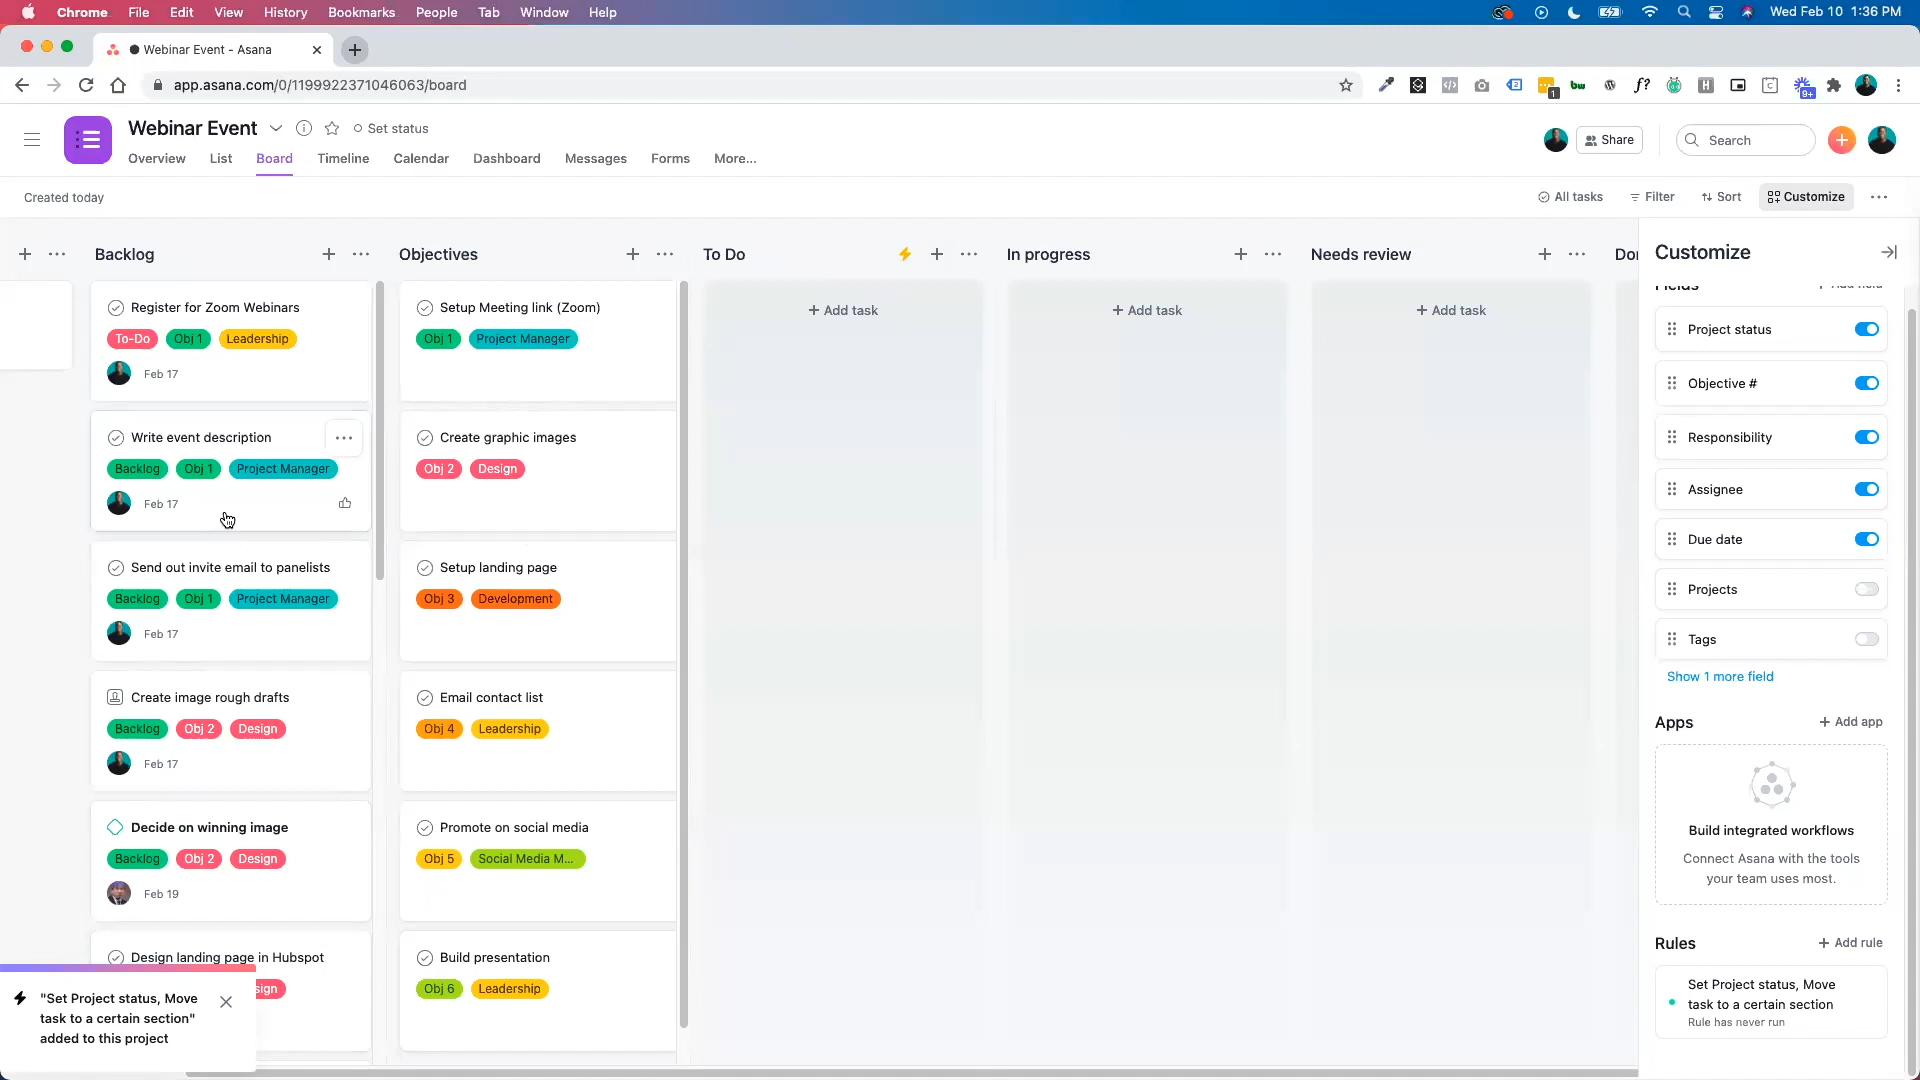 Chrome File Edit View History Bookmarks People Tab Window Help
Wed Feb 10 1:36 PM
Webinar Event - Asana
app.asana.com/0/1199922371046063/board
1
bw
f?
H
C
9+
Webinar Event
Set status
Share
Search
Overview List Board Timeline Calendar Dashboard Messages Forms More...
Created today
All tasks Filter Sort Customize
Backlog
Register for Zoom Webinars
To-Do Obj 1 Leadership
Feb 17
Write event description
Backlog Obj 1 Project Manager
Feb 17
Send out invite email to panelists
Backlog Obj 1 Project Manager
Feb 17
Create image rough drafts
Backlog Obj 2 Design
Feb 17
Decide on winning image
Backlog Obj 2 Design
Feb 19
Design landing page in Hubspot
sign
Objectives
Setup Meeting link (Zoom)
Obj 1 Project Manager
Create graphic images
Obj 2 Design
Setup landing page
Obj 3 Development
Email contact list
Obj 4 Leadership
Promote on social media
Obj 5 Social Media M...
Build presentation
Obj 6 Leadership
To Do
+ Add task
In progress
+ Add task
Needs review
+ Add task
Customize
Fields
Project status
Objective #
Responsibility
Assignee
Due date
Projects
Tags
Show 1 more field
Apps
+ Add app
Build integrated workflows
Connect Asana with the tools
your team uses most.
Rules
+ Add rule
Set Project status, Move
task to a certain section
Rule has never run
"Set Project status, Move
task to a certain section"
added to this project